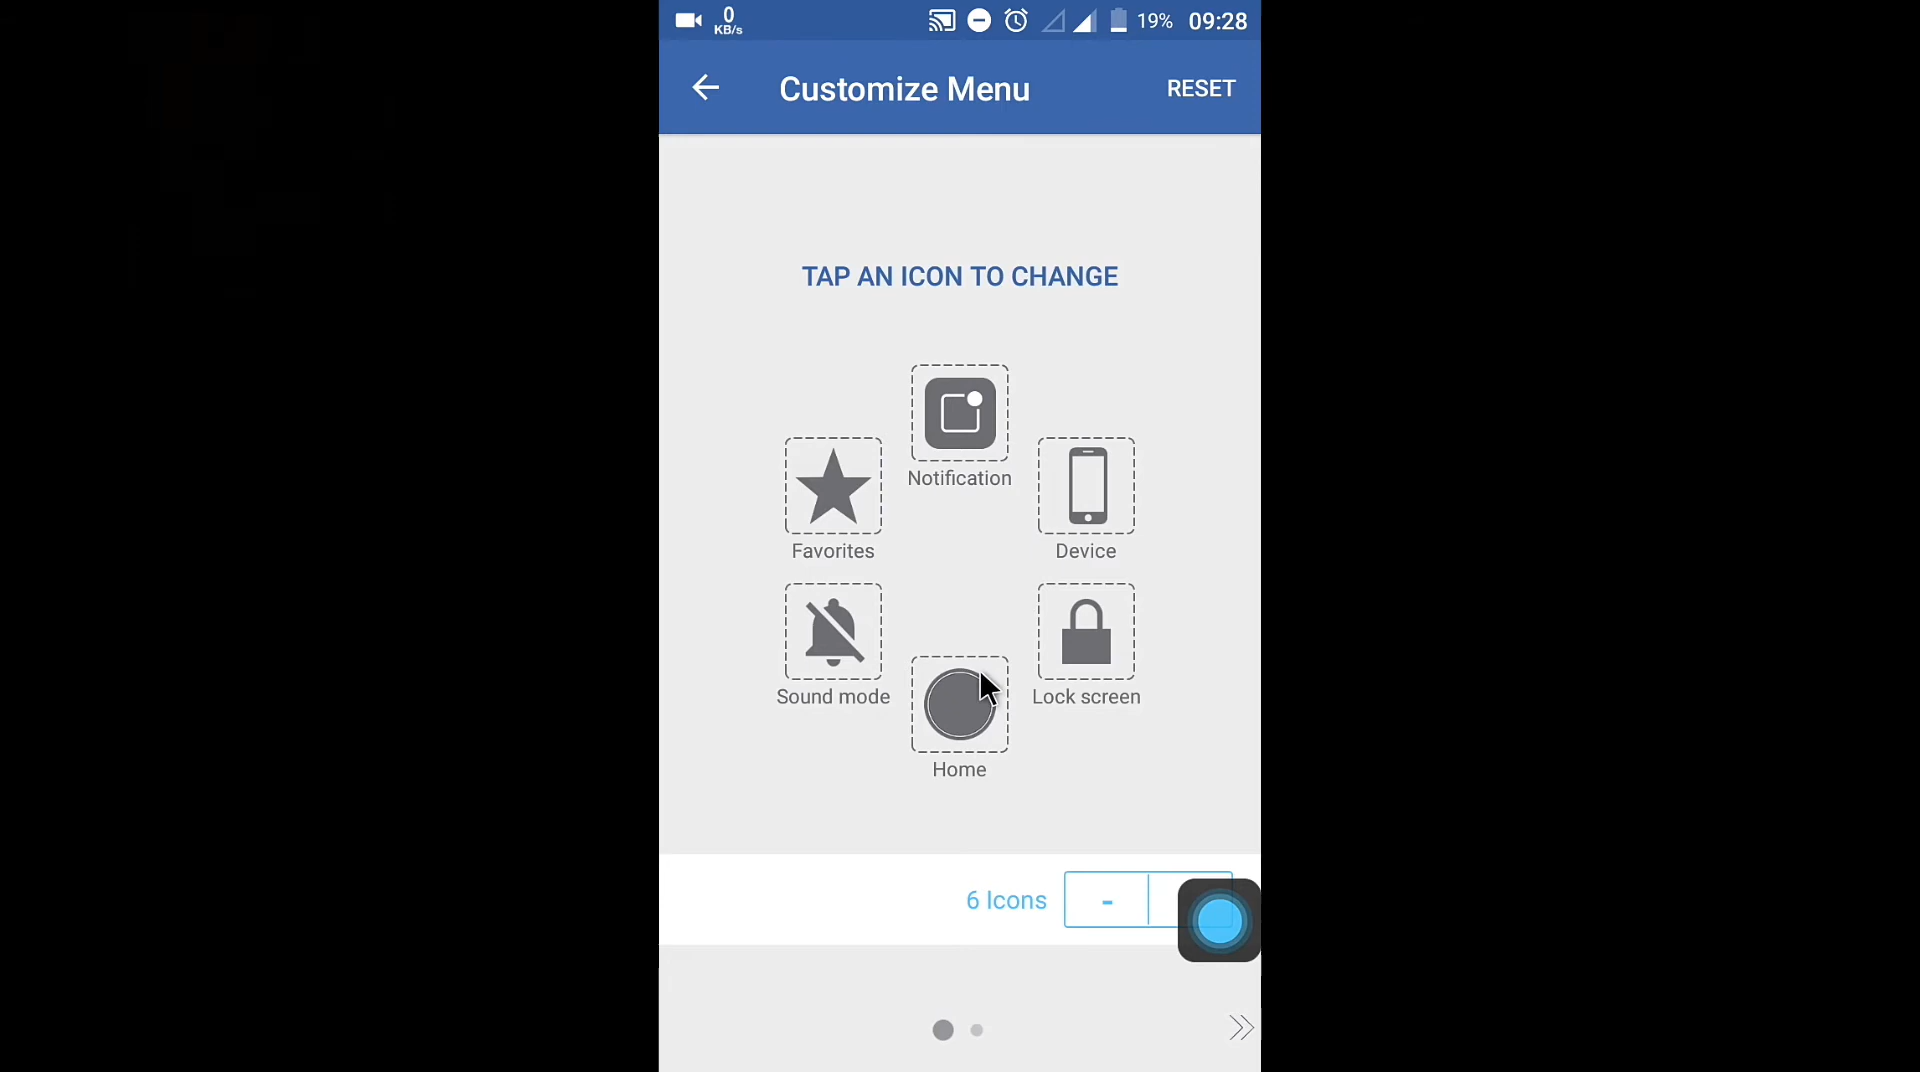 0
KB/s
19%
09:28
Customize Menu
RESET
TAP AN ICON TO CHANGE
Notification
Favorites
Device
Sound mode
Lock screen
Home
6 Icons
-